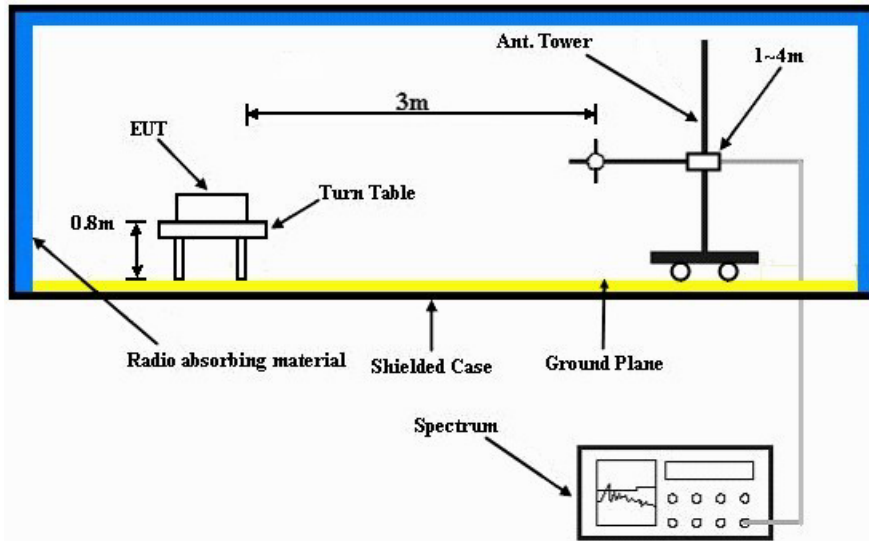 Ant. Tower
1~4m
3m
EUT
Turn Table
0.8m
Radio absorbing material
Shielded Case
Ground Plane
Spectrum